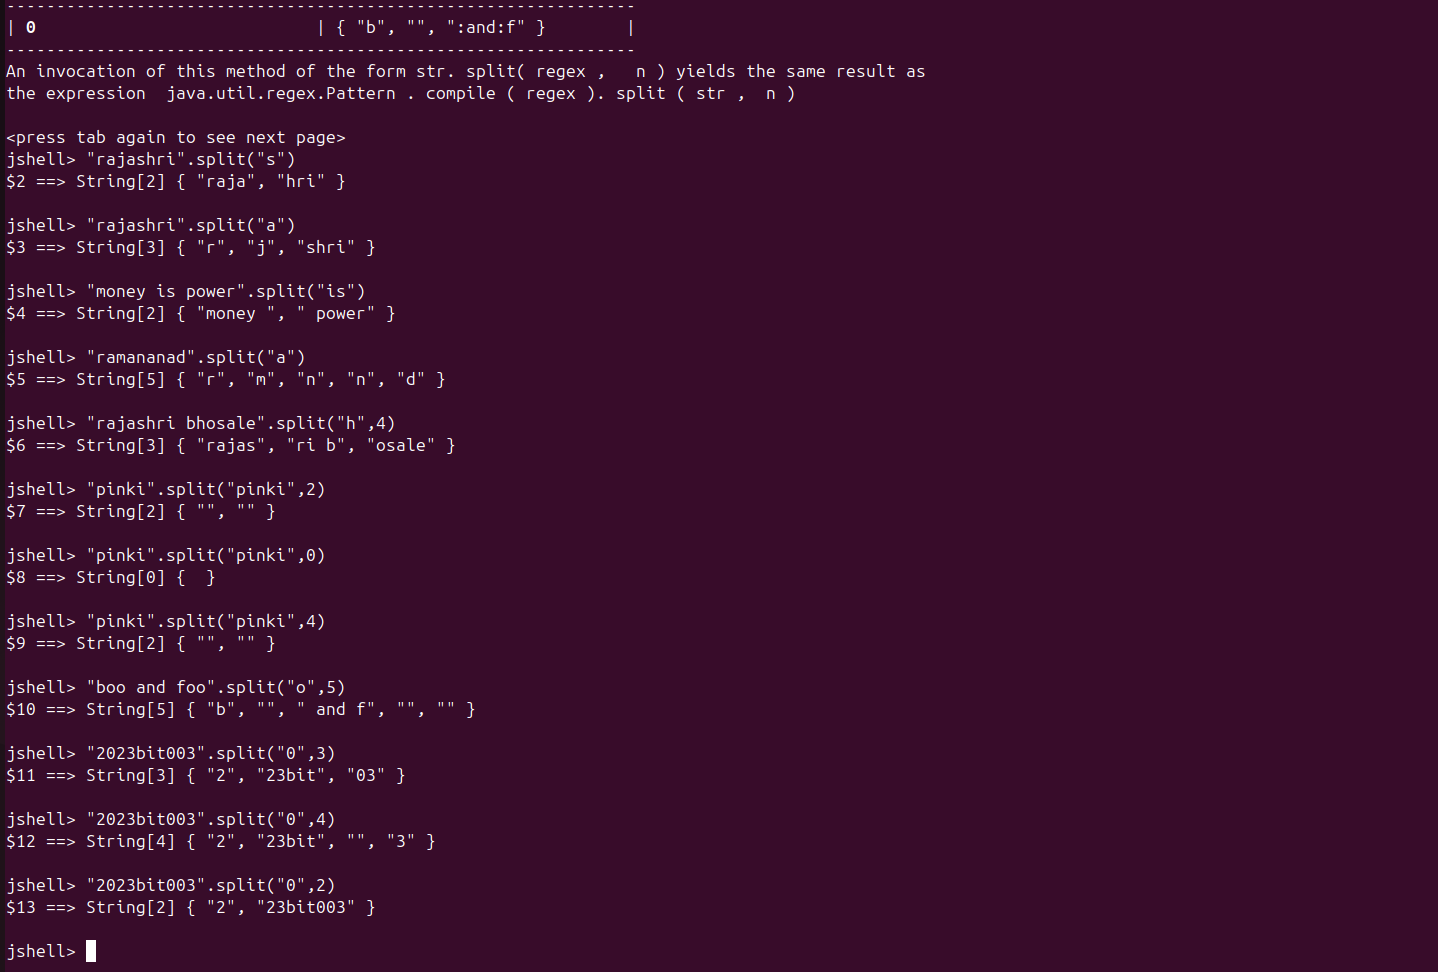 ---------------------------------------------------------------
| 0                            | { "b", "", ":and:f" }        |
---------------------------------------------------------------
An invocation of this method of the form str. split( regex ,   n ) yields the same result as
the expression  java.util.regex.Pattern . compile ( regex ). split ( str ,  n )

<press tab again to see next page>
jshell> "rajashri".split("s")
$2 ==> String[2] { "raja", "hri" }

jshell> "rajashri".split("a")
$3 ==> String[3] { "r", "j", "shri" }

jshell> "money is power".split("is")
$4 ==> String[2] { "money ", " power" }

jshell> "ramananad".split("a")
$5 ==> String[5] { "r", "m", "n", "n", "d" }

jshell> "rajashri bhosale".split("h",4)
$6 ==> String[3] { "rajas", "ri b", "osale" }

jshell> "pinki".split("pinki",2)
$7 ==> String[2] { "", "" }

jshell> "pinki".split("pinki",0)
$8 ==> String[0] {  }

jshell> "pinki".split("pinki",4)
$9 ==> String[2] { "", "" }

jshell> "boo and foo".split("o",5)
$10 ==> String[5] { "b", "", " and f", "", "" }

jshell> "2023bit003".split("0",3)
$11 ==> String[3] { "2", "23bit", "03" }

jshell> "2023bit003".split("0",4)
$12 ==> String[4] { "2", "23bit", "", "3" }

jshell> "2023bit003".split("0",2)
$13 ==> String[2] { "2", "23bit003" }

jshell>